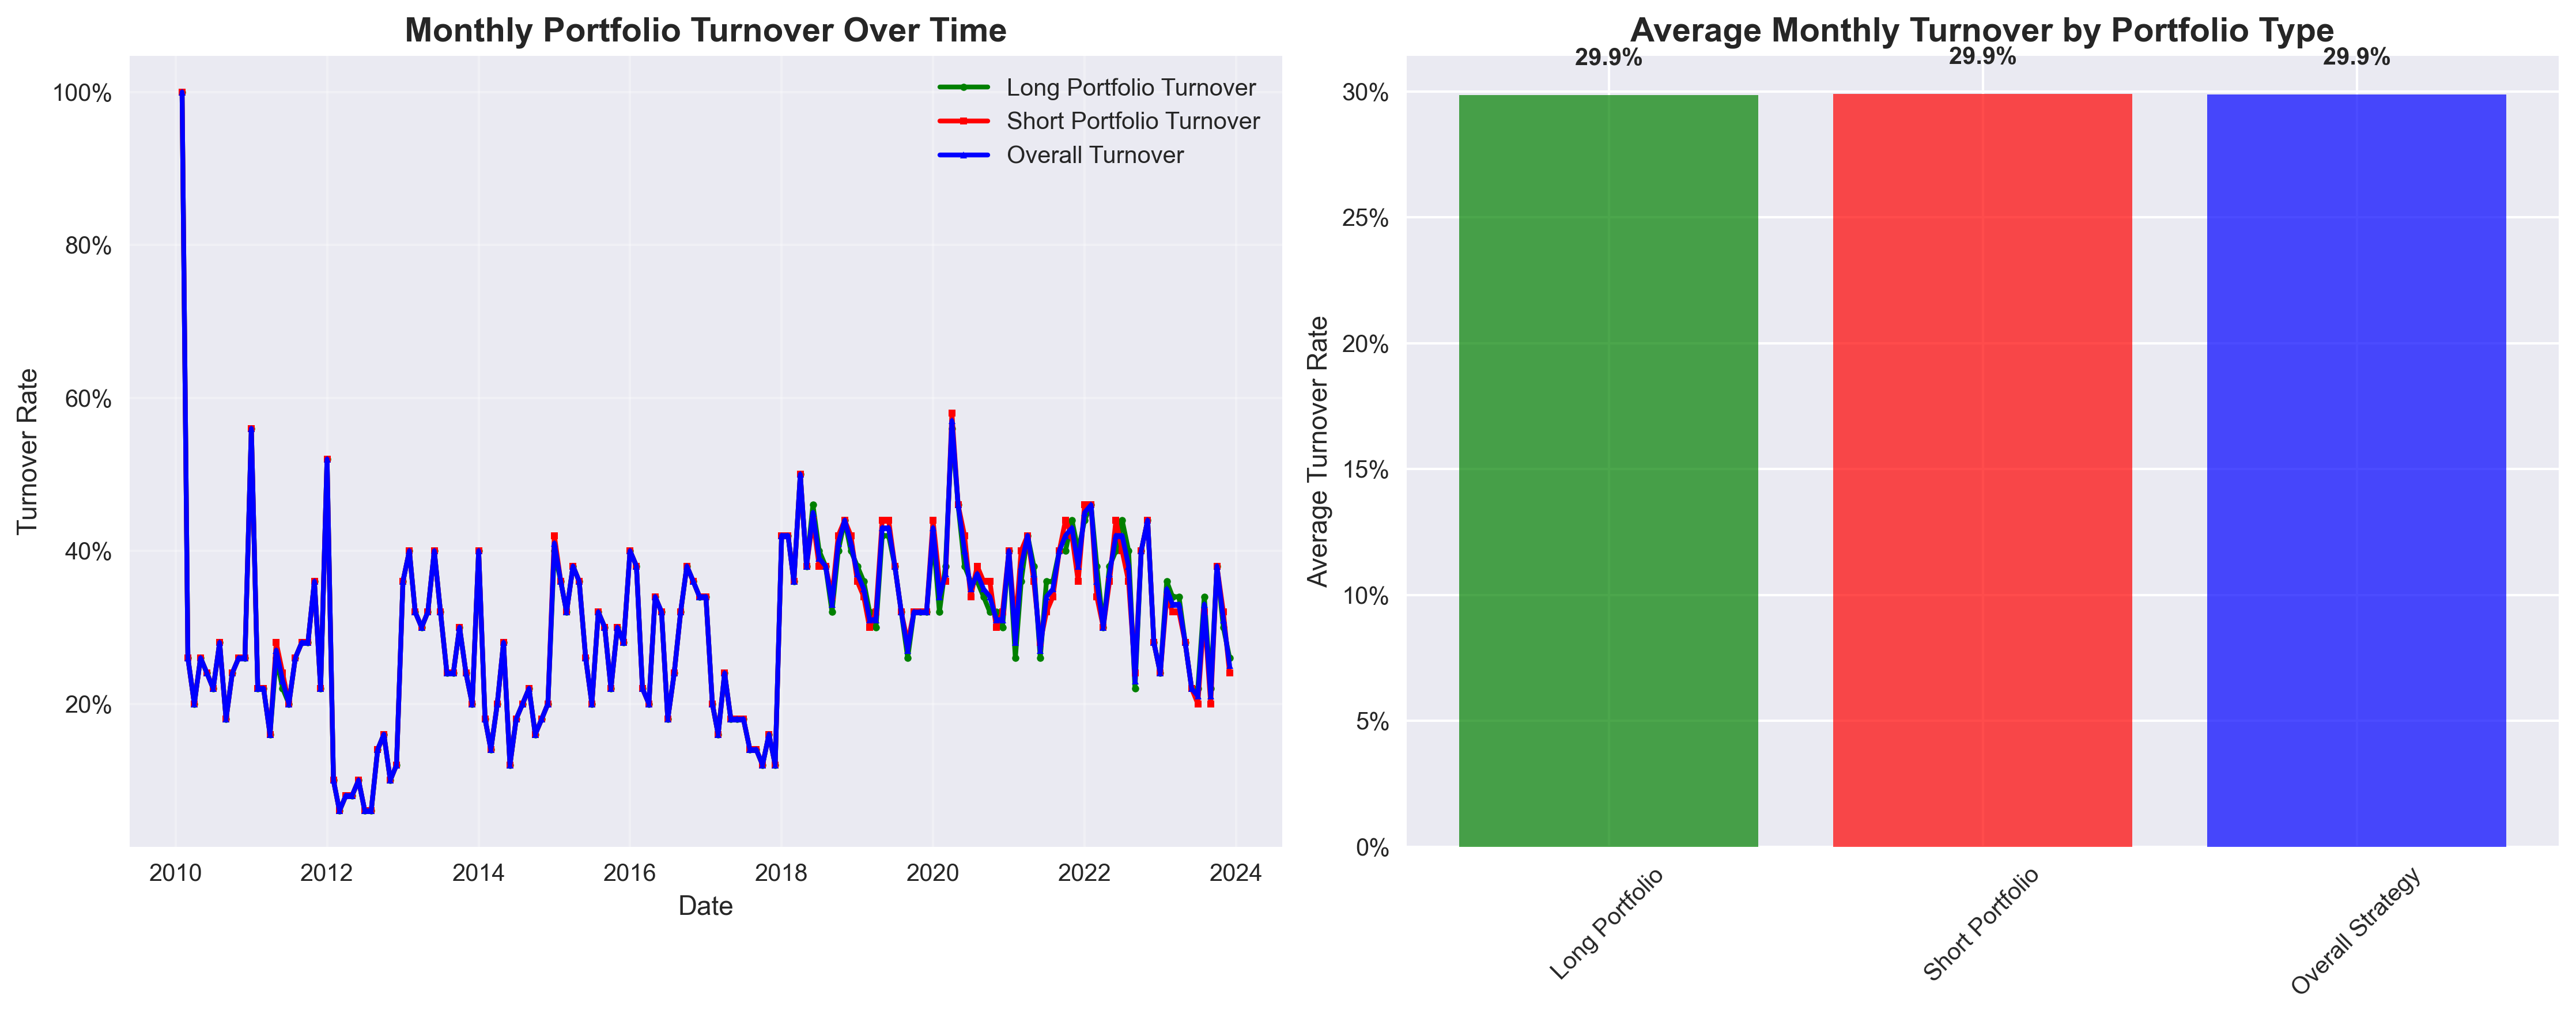 Monthly Portfolio Turnover Over Time
Long Portfolio Turnover
Short Portfolio Turnover
Overall Turnover
Turnover Rate
100%
80%
60%
40%
20%
2010 2012 2014 2016 2018 2020 2022 2024
Date
Average Monthly Turnover by Portfolio Type
29.9% 29.9% 29.9%
Average Turnover Rate
30%
25%
20%
15%
10%
5%
0%
Long Portfolio
Short Portfolio
Overall Strategy